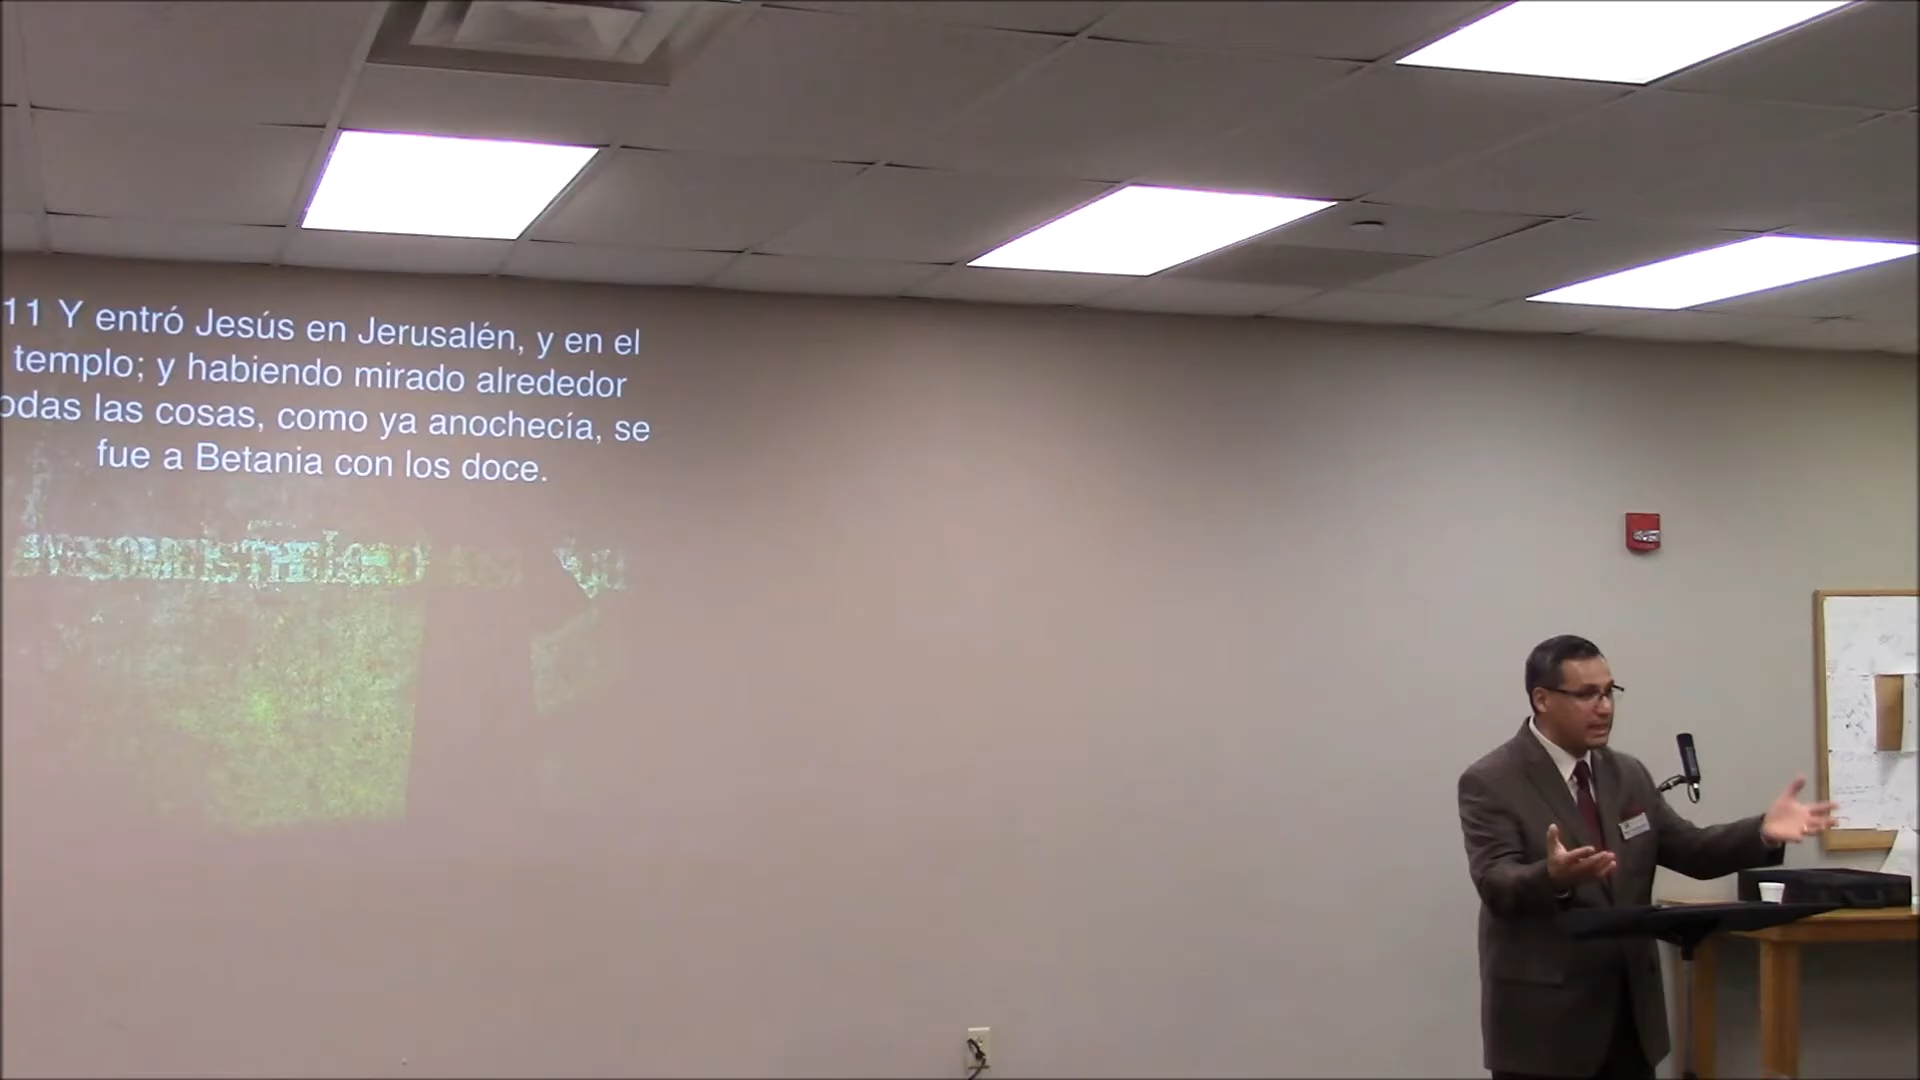 11 Y entró Jesús en Jerusalén, y en el
templo; y habiendo mirado alrededor
odas las cosas, como ya anochecía, se
fue a Betania con los doce.